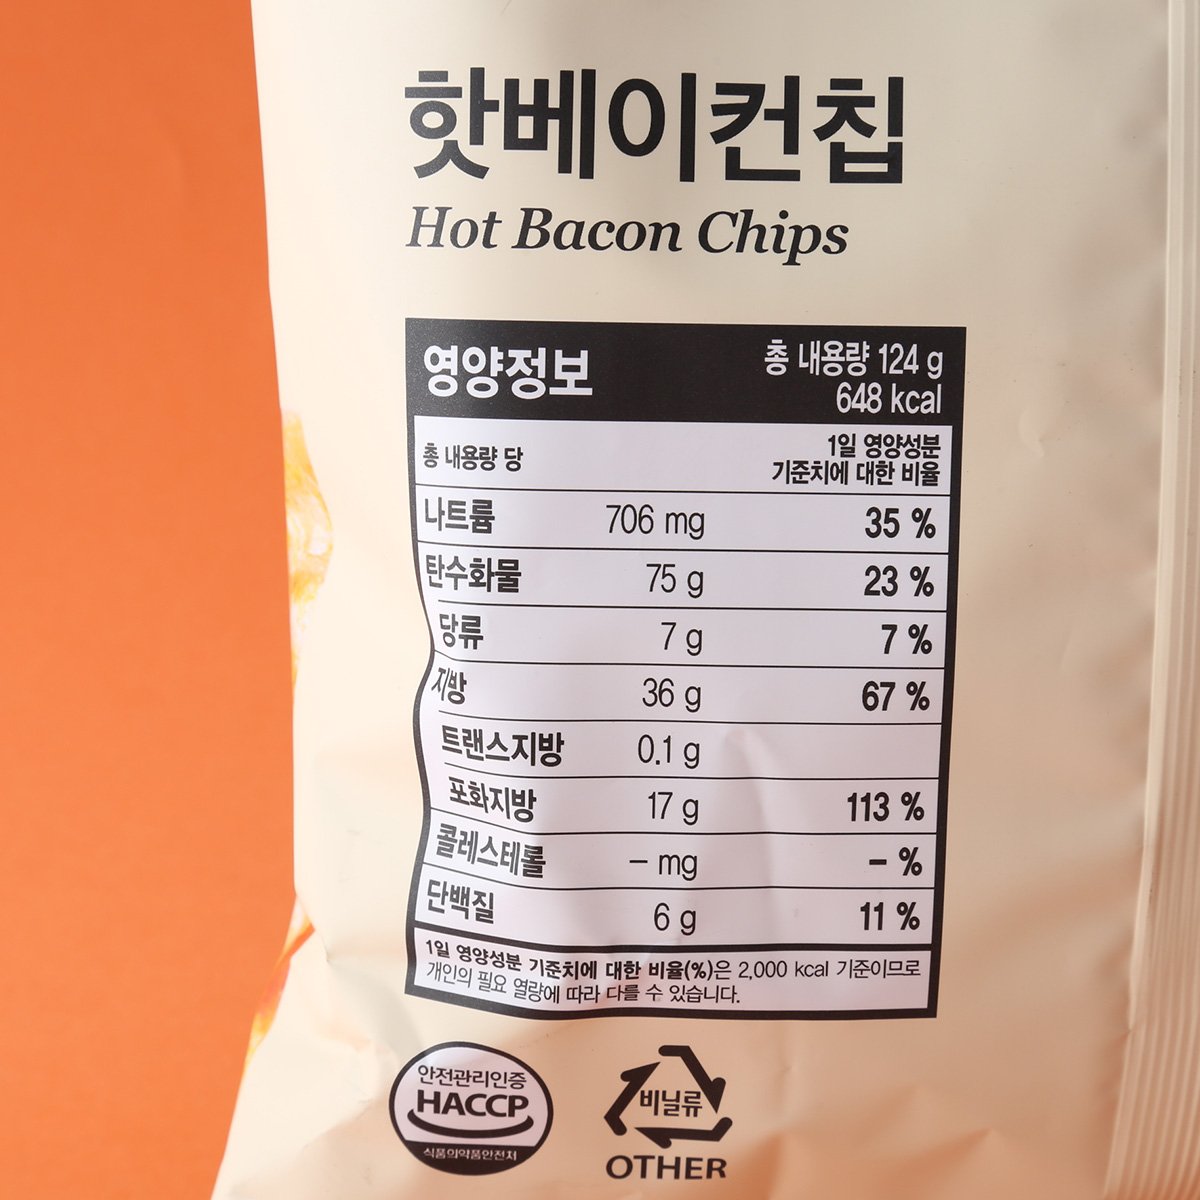 핫베이컨칩
Hot Bacon Chips
영양정보
총 내용량 124 g
648 kcal
총 내용량 당
1일 영양성분
기준치에 대한 비율
나트륨 706 mg 35 %
탄수화물 75 g 23 %
당류 7 g 7 %
지방 36 g 67 %
트랜스지방 0.1 g
포화지방 17 g 113 %
콜레스테롤 – mg – %
단백질 6 g 11 %
1일 영양성분 기준치에 대한 비율(%)은 2,000 kcal 기준이므로
개인의 필요 열량에 따라 다를 수 있습니다.
안전관리인증
HACCP
식품의약품안전처
비닐류
OTHER